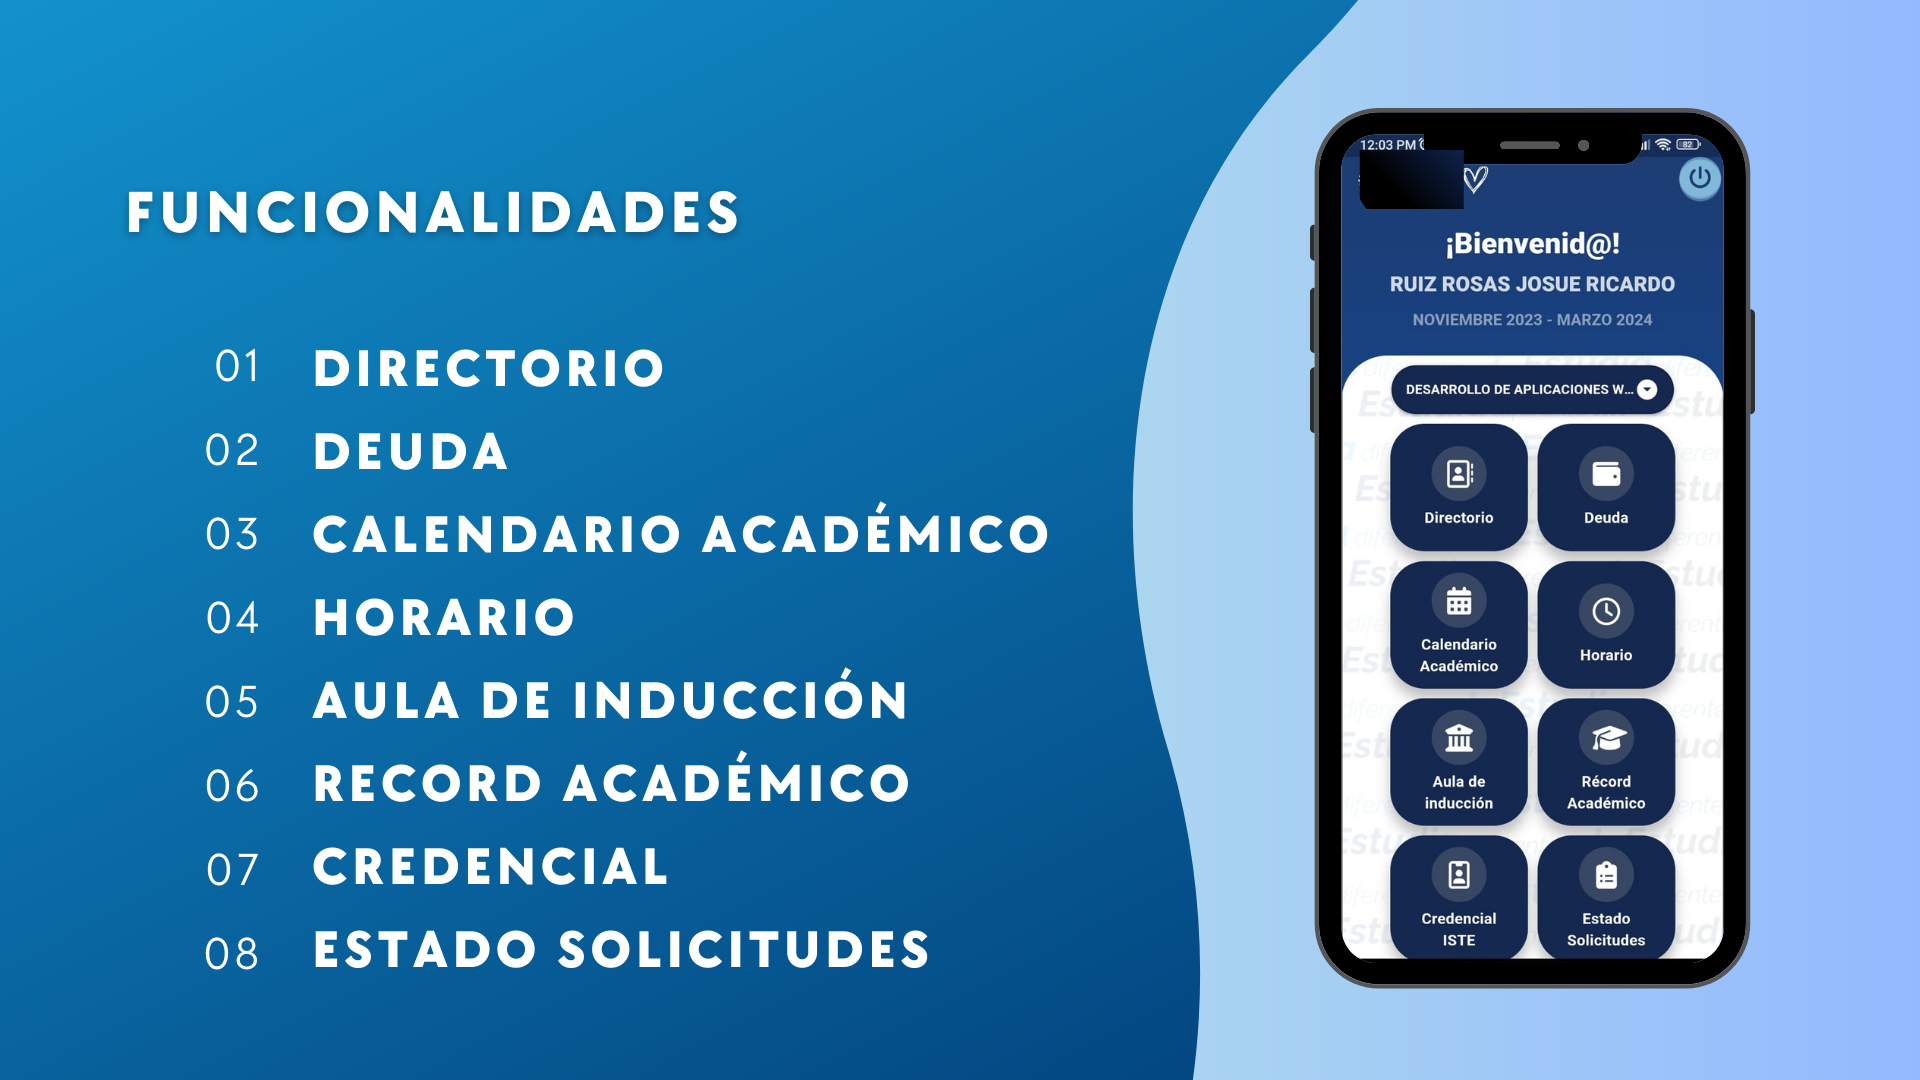 FUNCIONALIDADES
01 DIRECTORIO
02 DEUDA
03 CALENDARIO ACADÉMICO
04 HORARIO
05 AULA DE INDUCCIÓN
06 RECORD ACADÉMICO
07 CREDENCIAL
08 ESTADO SOLICITUDES
12:03 PM
82
¡Bienvenid@!
RUIZ ROSAS JOSUE RICARDO
NOVIEMBRE 2023 - MARZO 2024
DESARROLLO DE APLICACIONES W...
Directorio
Deuda
Calendario
Académico
Horario
Aula de
inducción
Récord
Académico
Credencial
ISTE
Estado
Solicitudes